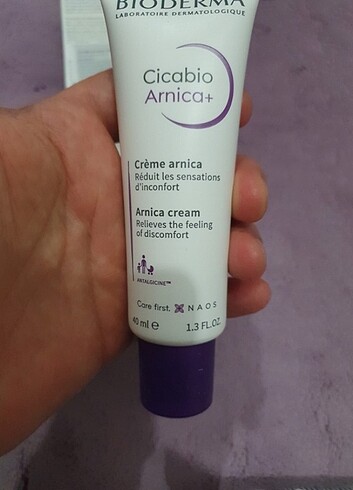 BIODERMA
LABORATOIRE DERMATOLOGIQUE
Cicabio
Arnica+
Crème arnica
Réduit les sensations
d'inconfort
Arnica cream
Relieves the feeling
of discomfort
ANTALGICINE™
Care first. NAOS
40 ml e 1.3 FL.OZ.